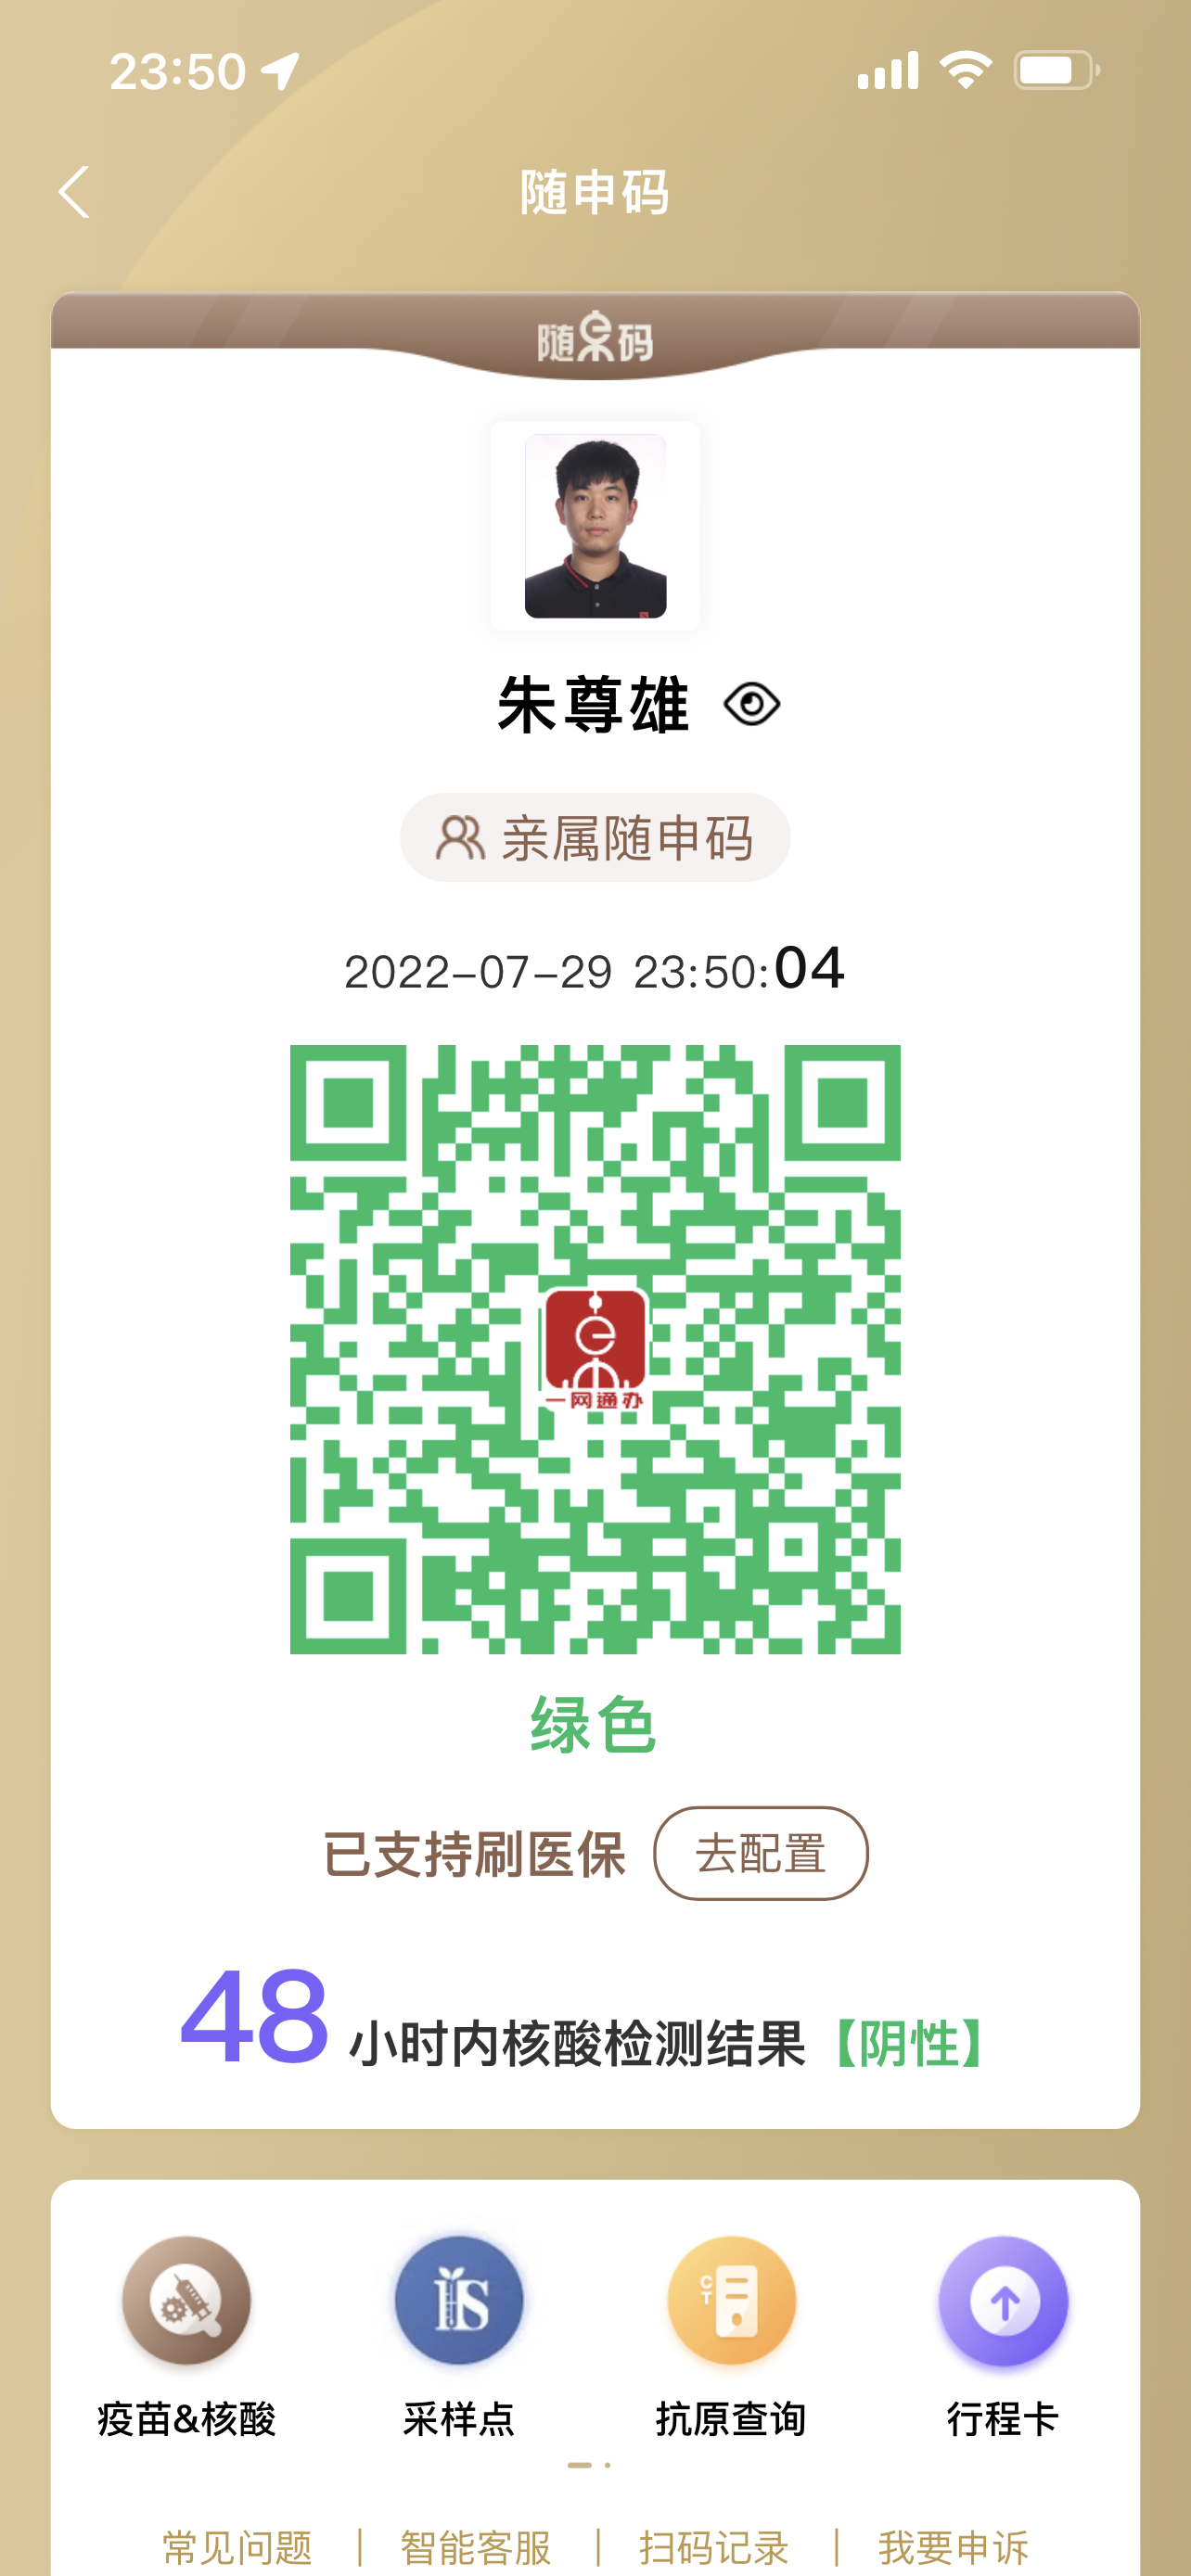 23:50
随申码
随申码
朱尊雄
亲属随申码
2022-07-29 23:50:04
一网通办
绿色
已支持刷医保 去配置
48 小时内核酸检测结果【阴性】
CT
疫苗&核酸 采样点 抗原查询 行程卡
常见问题 | 智能客服 | 扫码记录 | 我要申诉